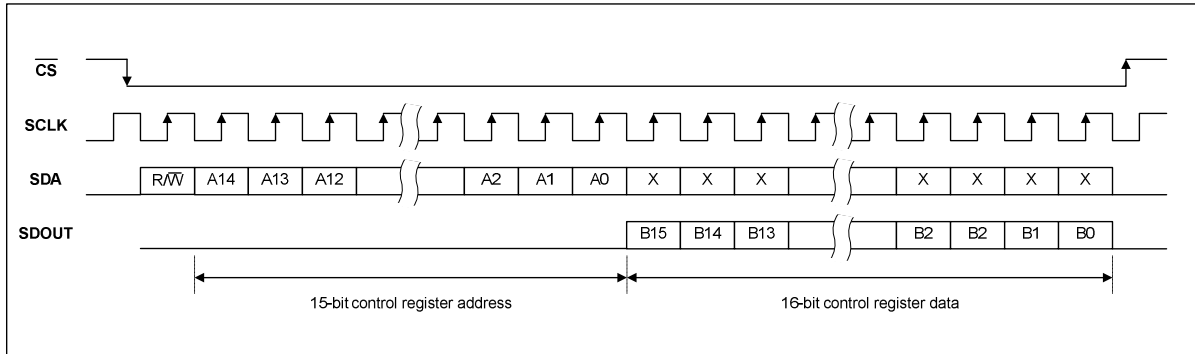 CS
SCLK
SDA R/W A14 A13 A12 A2 A1 A0 X X X X X X X
SDOUT B15 B14 B13 B2 B2 B1 B0
15-bit control register address 16-bit control register data